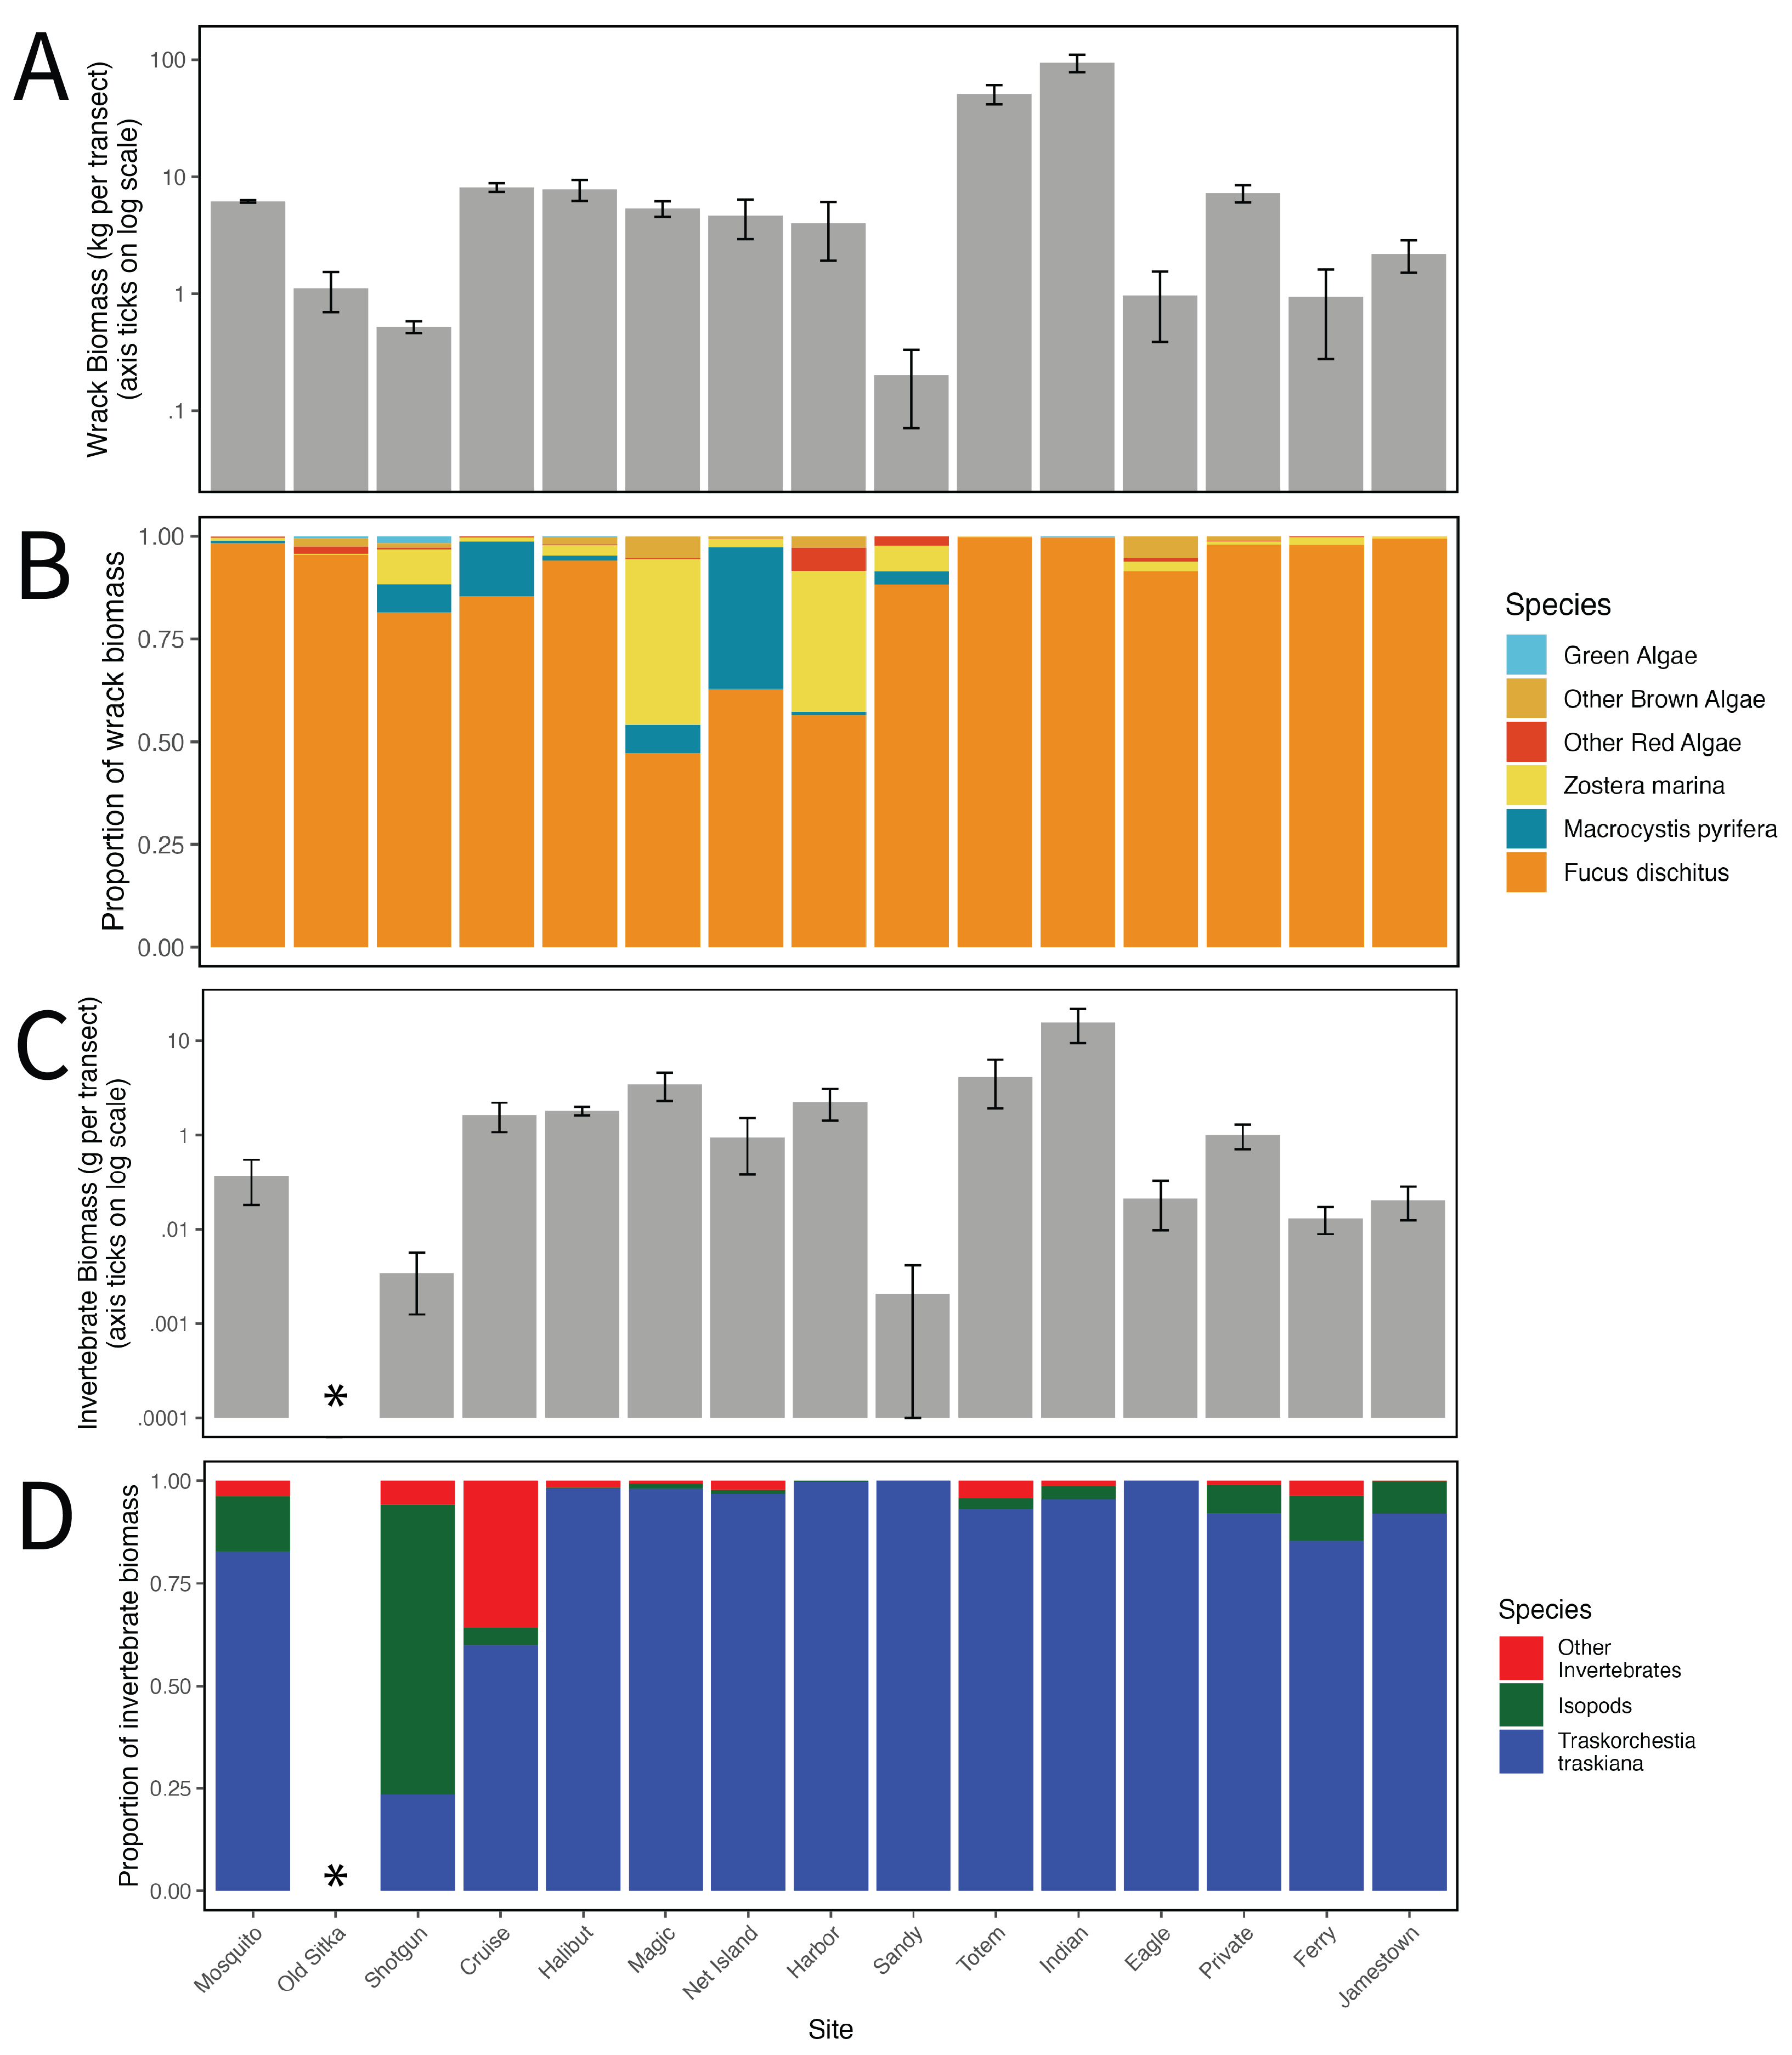 A
Wrack Biomass (kg per transect)
(axis ticks on log scale)
100
10
1
.1
B
Proportion of wrack biomass
1.00
0.75
0.50
0.25
0.00
Species
Green Algae
Other Brown Algae
Other Red Algae
Zostera marina
Macrocystis pyrifera
Fucus dischitus
C
Invertebrate Biomass (g per transect)
(axis ticks on log scale)
10
1
.01
.001
.0001
*
D
Proportion of invertebrate biomass
1.00
0.75
0.50
0.25
0.00
*
Species
Other
Invertebrates
Isopods
Traskorchestia
traskiana
Mosquito
Old Sitka
Shotgun
Cruise
Halibut
Magic
Net Island
Harbor
Sandy
Totem
Indian
Eagle
Private
Ferry
Jamestown
Site